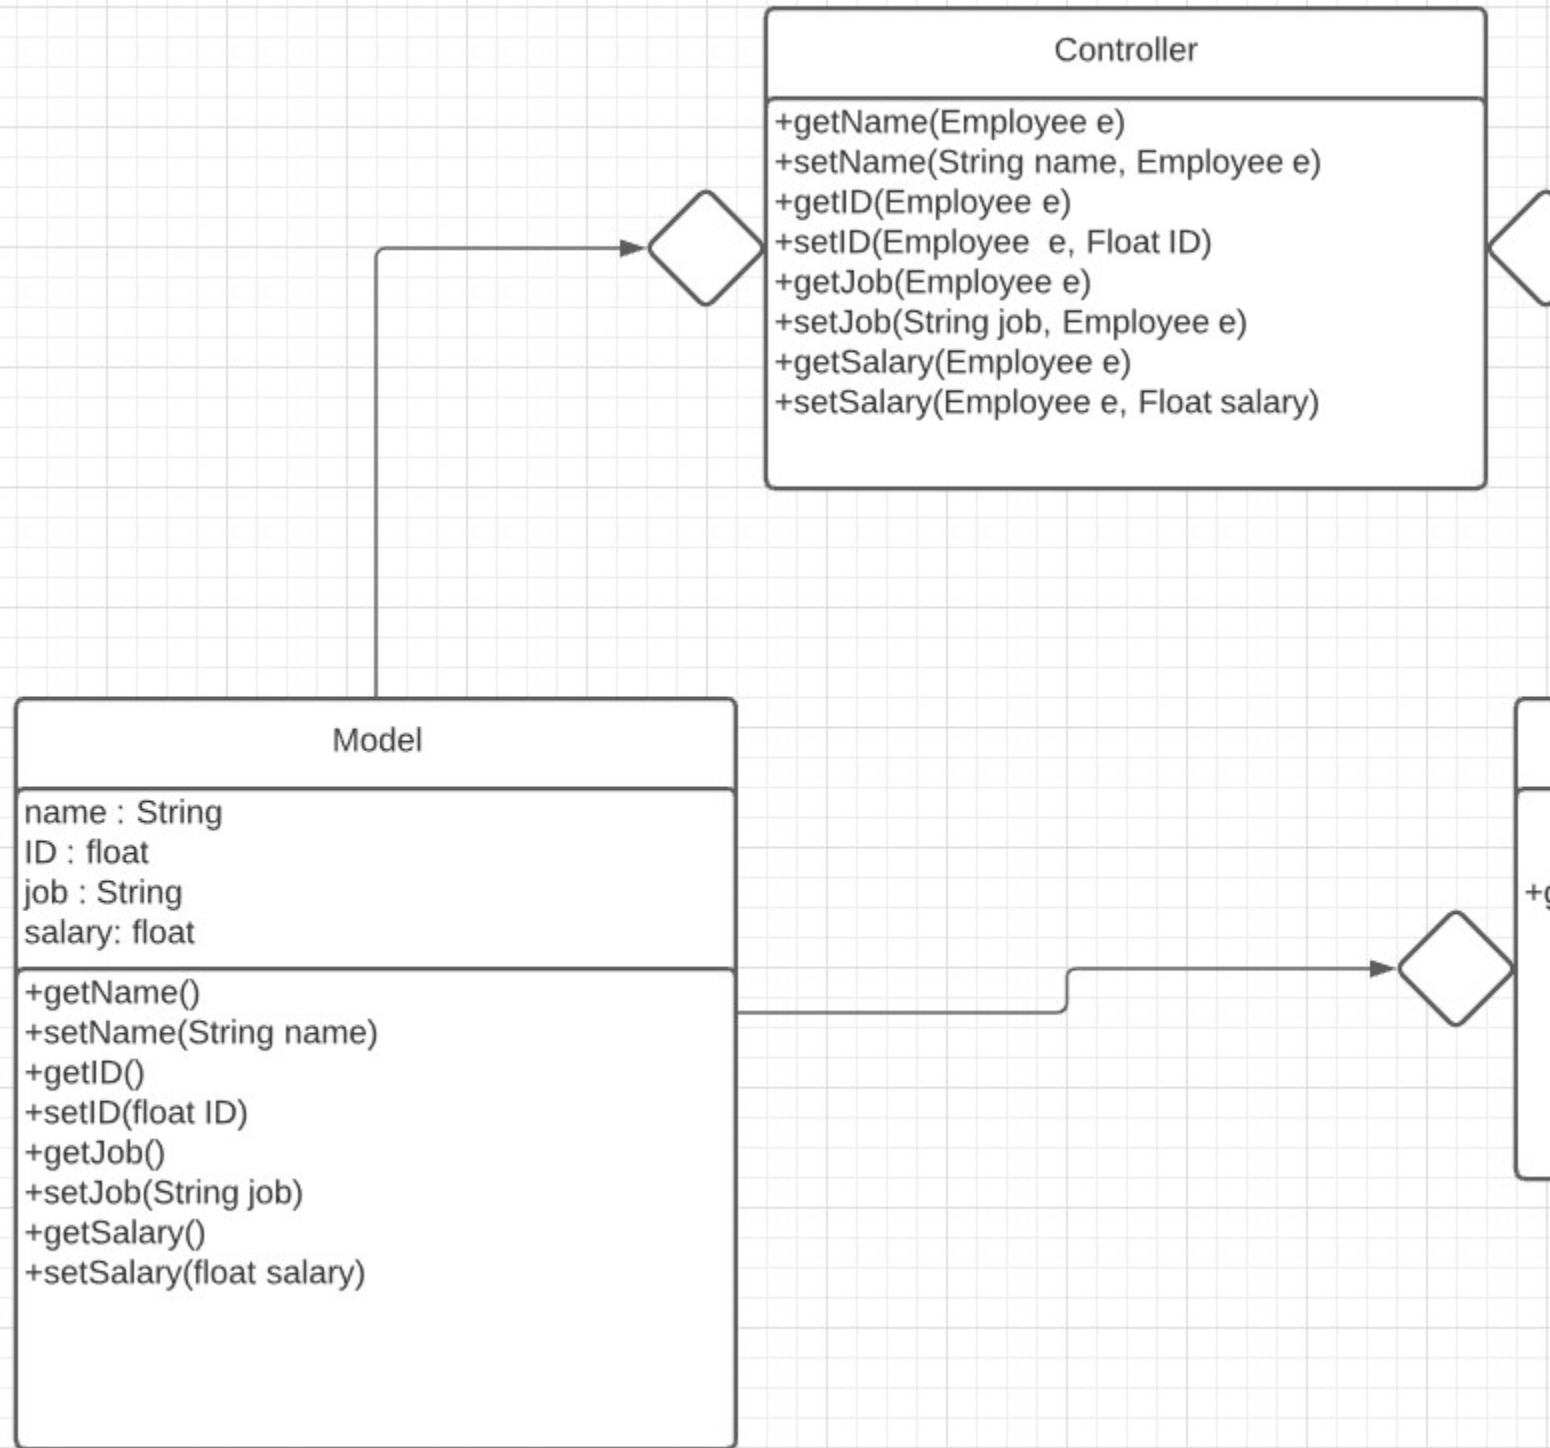 Controller
+getName(Employee e)
+setName(String name, Employee e)
+getID(Employee e)
+setID(Employee  e, Float ID)
+getJob(Employee e)
+setJob(String job, Employee e)
+getSalary(Employee e)
+setSalary(Employee e, Float salary)
Model
name : String
ID : float
job : String
salary: float
+getName()
+setName(String name)
+getID()
+setID(float ID)
+getJob()
+setJob(String job)
+getSalary()
+setSalary(float salary)